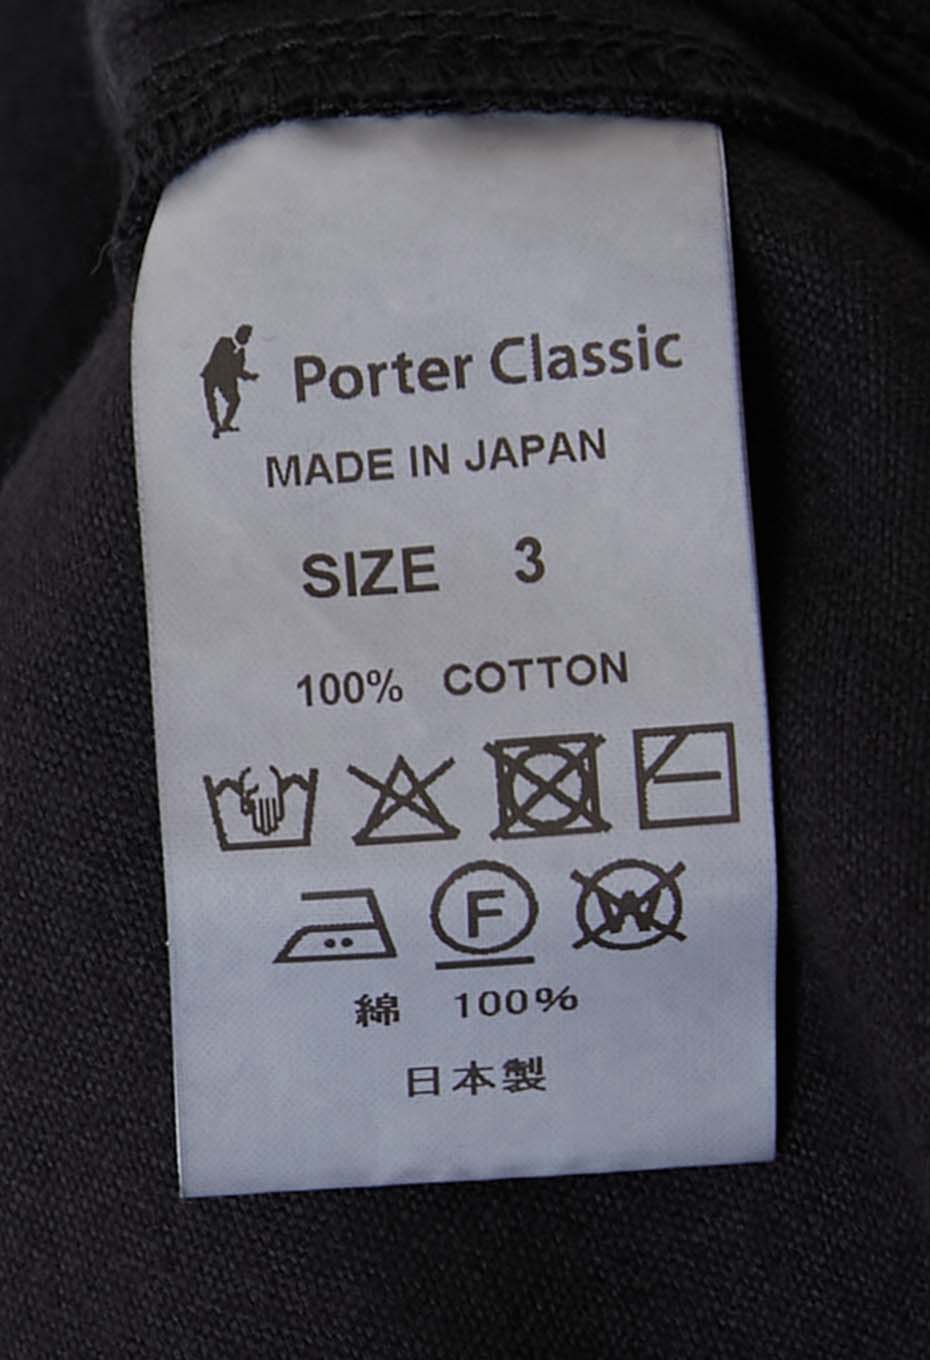 Porter Classic
MADE IN JAPAN
SIZE 3
100% COTTON
F W
綿 100%
日本製